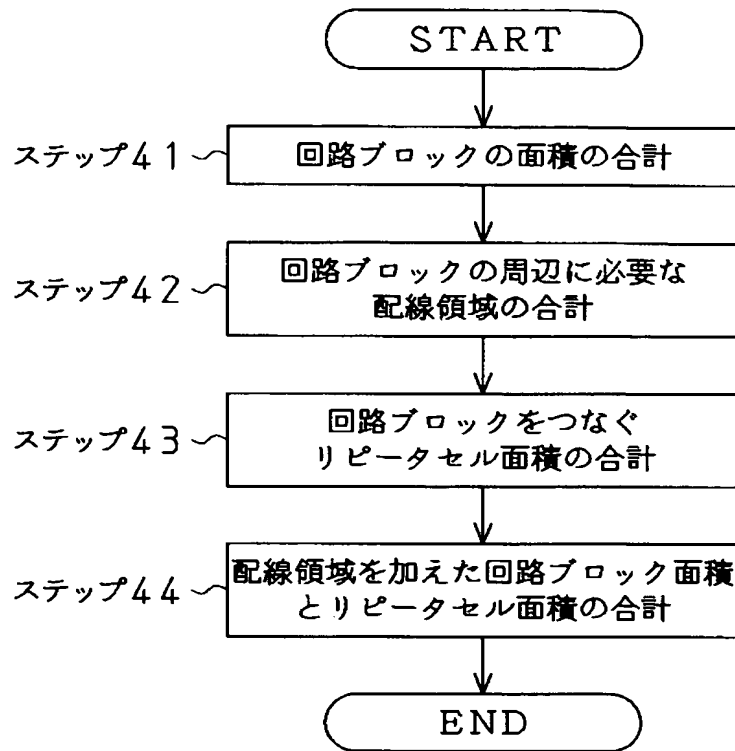 START
ステップ41
回路ブロックの面積の合計
ステップ42
回路ブロックの周辺に必要な
配線領域の合計
ステップ43
回路ブロックをつなぐ
リピータセル面積の合計
ステップ44
配線領域を加えた回路ブロック面積
とリピータセル面積の合計
END